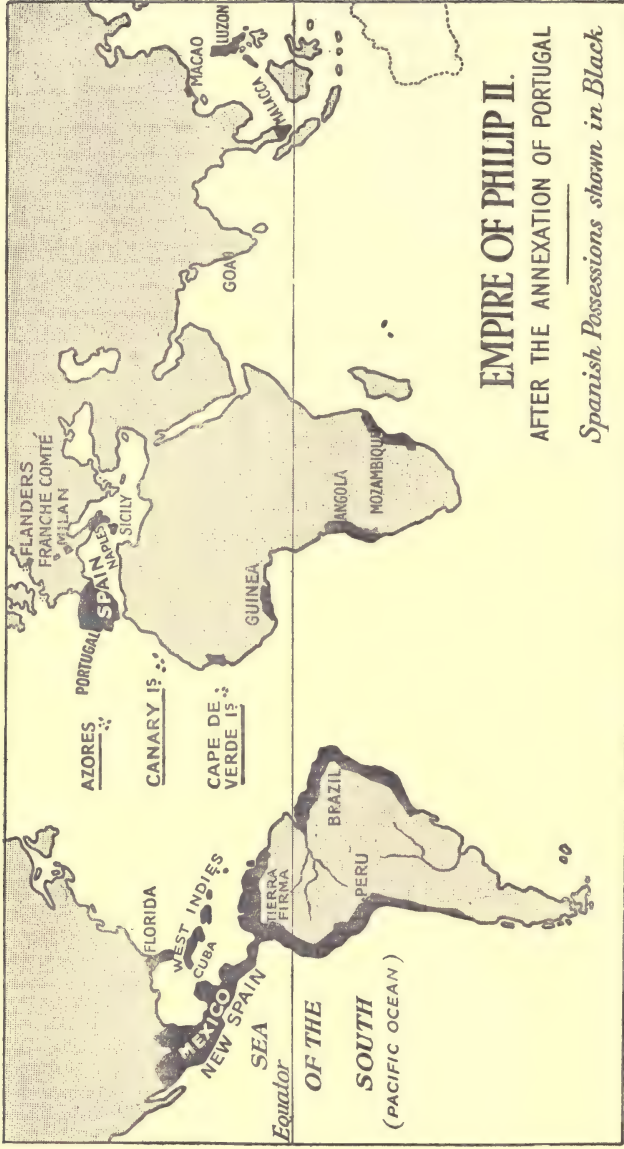 EMPIRE OF PHILIP II.
AFTER THE ANNEXATION OF PORTUGAL
Spanish Possessions shown in Black
FLANDERS
FRANCHE COMTÉ
MILAN
SPAIN
NAPLES
SICILY
PORTUGAL
AZORES
CANARY Is
CAPE DE
VERDE Is
GUINEA
ANGOLA
MOZAMBIQUE
GOA
MACAO
LUZON
MALACCA
FLORIDA
WEST INDIES
CUBA
MEXICO
NEW SPAIN
TIERRA
FIRMA
BRAZIL
PERU
SEA
Equator
OF THE
SOUTH
(PACIFIC OCEAN)